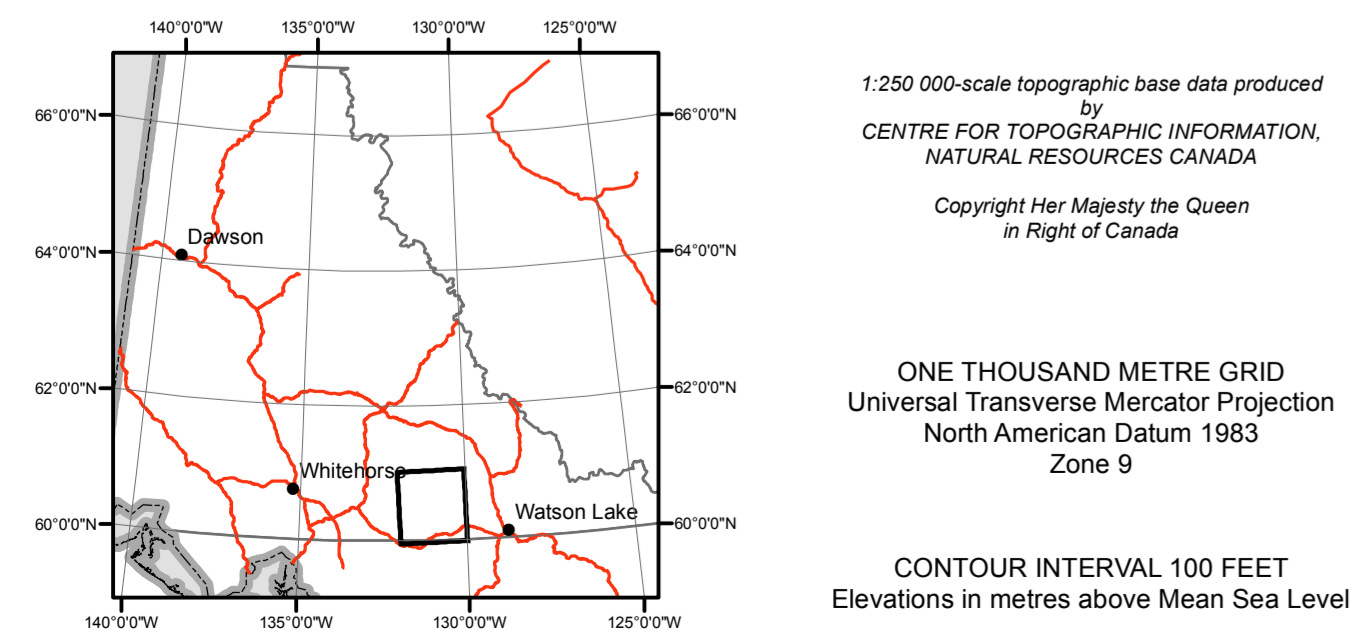 140°0'0"W 135°0'0"W 130°0'0"W 125°0'0"W
66°0'0"N 66°0'0"N
Dawson
64°0'0"N 64°0'0"N
62°0'0"N 62°0'0"N
Whitehorse
Watson Lake
60°0'0"N 60°0'0"N
140°0'0"W 135°0'0"W 130°0'0"W 125°0'0"W
1:250 000-scale topographic base data produced
by
CENTRE FOR TOPOGRAPHIC INFORMATION,
NATURAL RESOURCES CANADA
Copyright Her Majesty the Queen
in Right of Canada
ONE THOUSAND METRE GRID
Universal Transverse Mercator Projection
North American Datum 1983
Zone 9
CONTOUR INTERVAL 100 FEET
Elevations in metres above Mean Sea Level